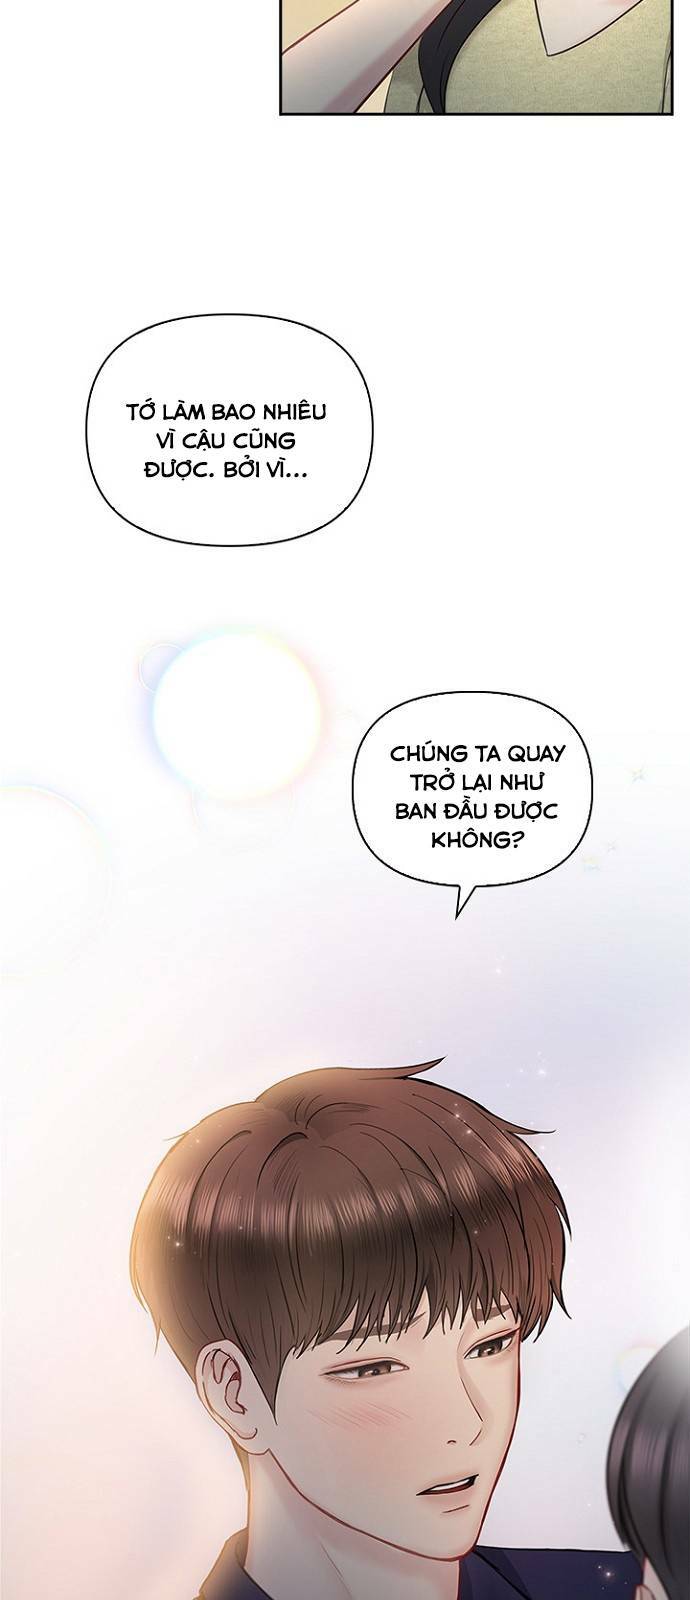 TỚ LÀM BAO NHIÊU
VÌ CẬU CŨNG
ĐƯỢC. BỞI VÌ...
CHÚNG TA QUAY
TRỞ LẠI NHƯ
BAN ĐẦU ĐƯỢC
KHÔNG?